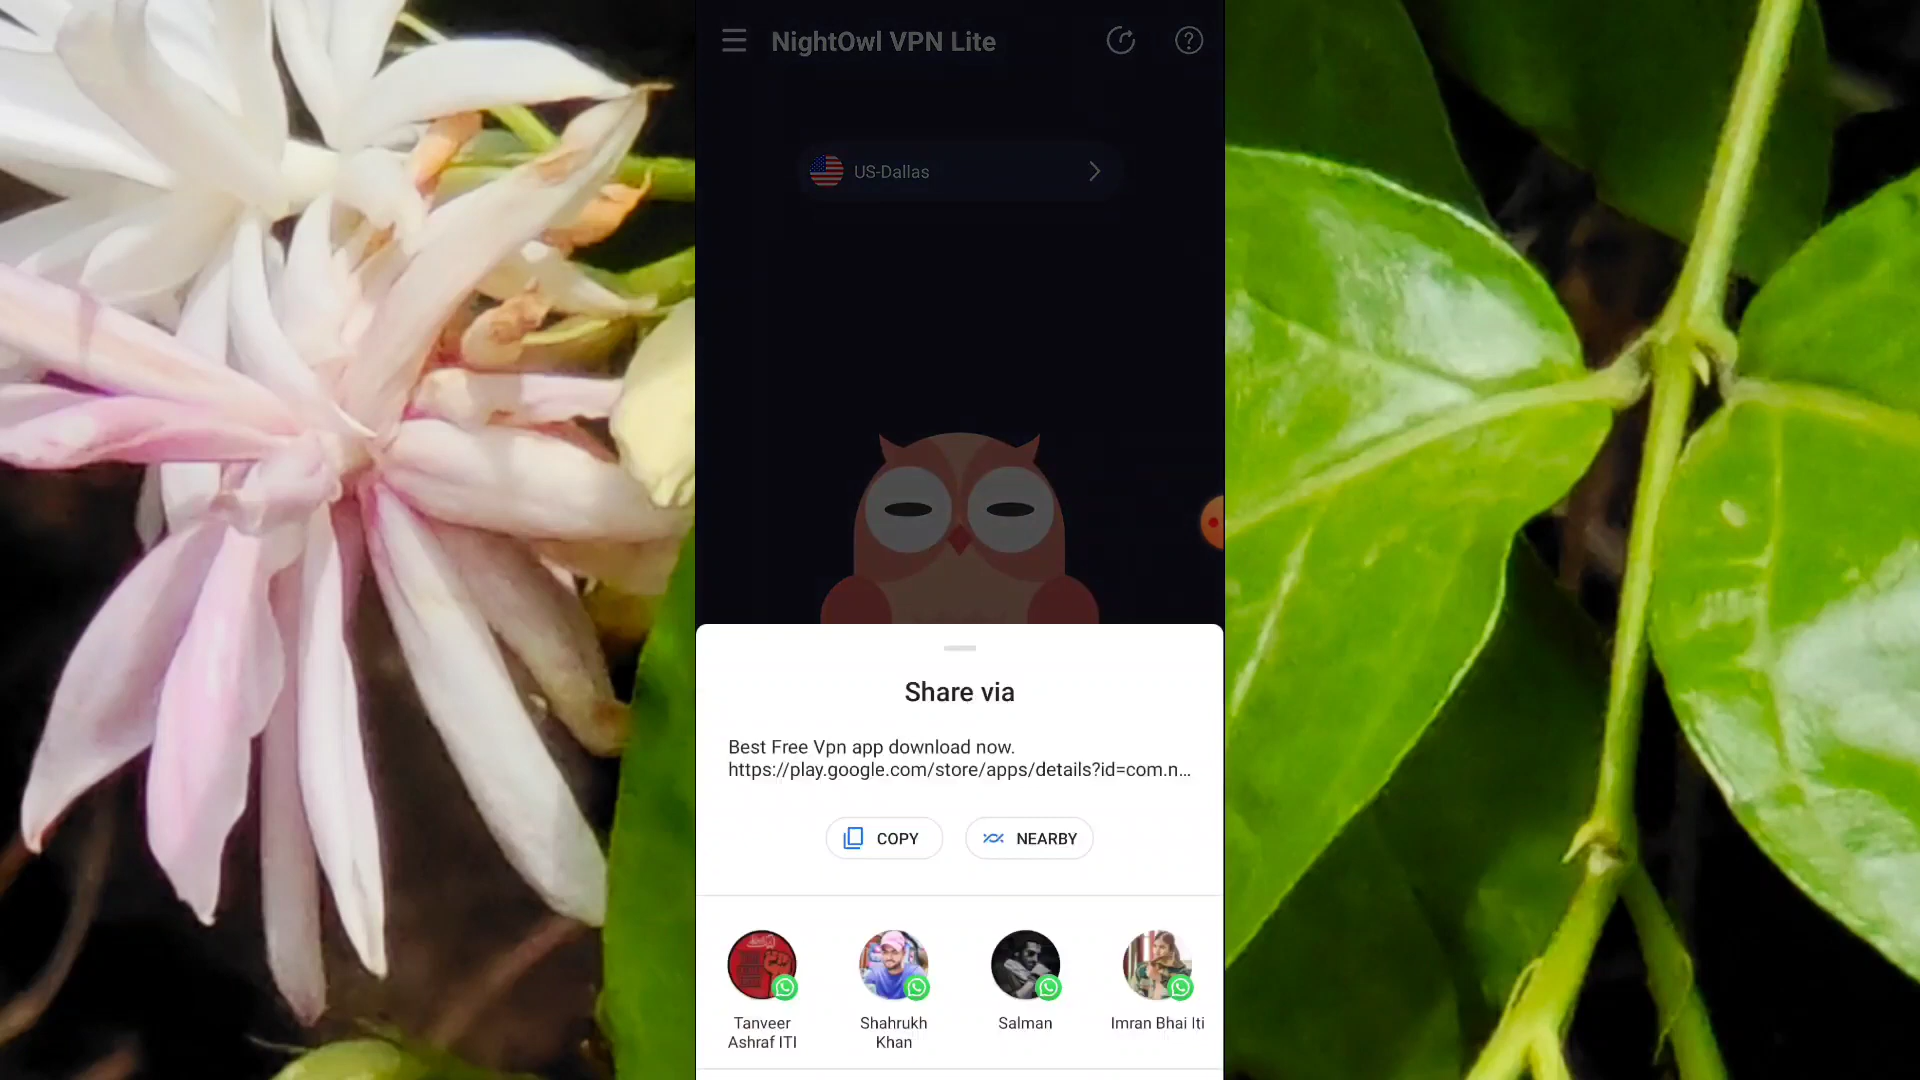 NightOwl VPN Lite
US-Dallas
Share via
Best Free Vpn app download now.
https://play.google.com/store/apps/details?id=com.n...
COPY
NEARBY
Tanveer
Ashraf ITI
Shahrukh
Khan
Salman
Imran Bhai Iti